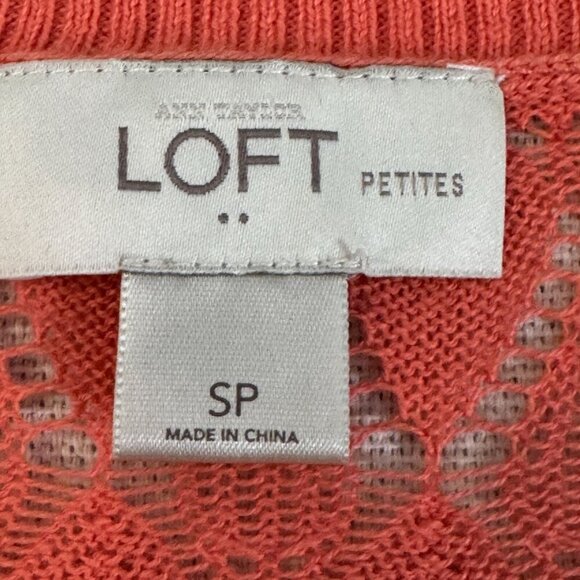 ANN TAYLOR
LOFT PETITES
SP
MADE IN CHINA